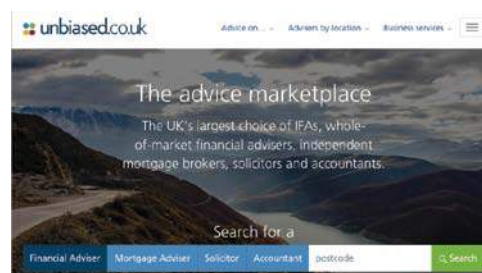 unbiased.co.uk
Advice on... Advisers by location Business services
The advice marketplace
The UK's largest choice of IFAs, whole-
of-market financial advisers, independent
mortgage brokers, solicitors and accountants.
Search for a
Financial Adviser Mortgage Adviser Solicitor Accountant postcode Search